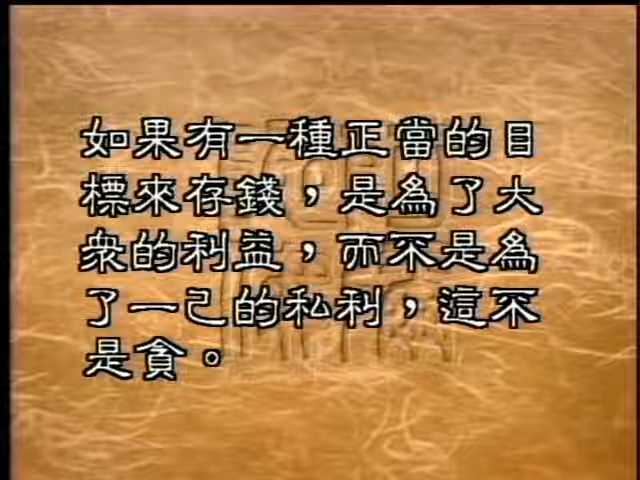 如果有一種正當的目
標來存錢，是為了大
衆的利益，而不是為
了一己的私利，這不
是貪。